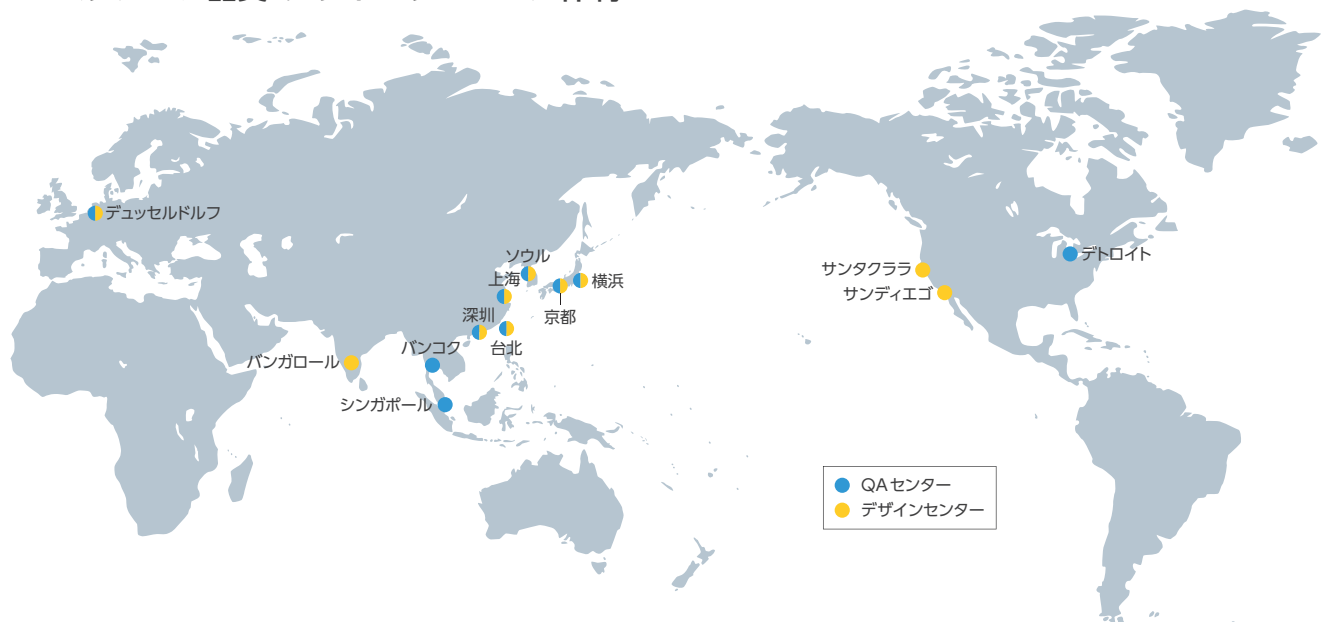 デュッセルドルフ
ソウル
上海
横浜
京都
深圳
台北
バンコク
バンガロール
シンガポール
サンタクララ
サンディエゴ
デトロイト
QAセンター
デザインセンター